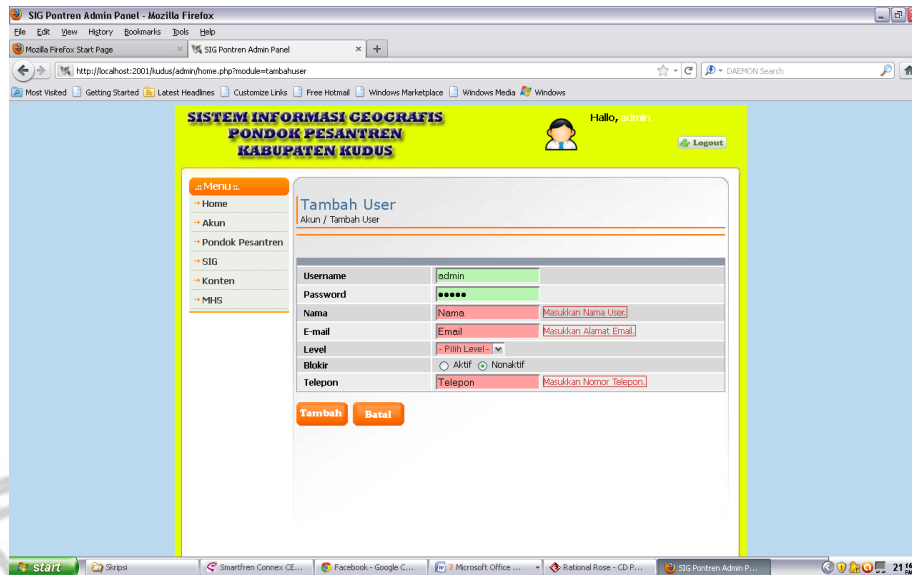 SIG Pontren Admin Panel - Mozilla Firefox
File Edit View History Bookmarks Tools Help
Mozilla Firefox Start Page × SIG Pontren Admin Panel × +
http://localhost:2001/kudus/admin/home.php?module=tambahuser DAEMON Search
Most Visited Getting Started Latest Headlines Customize Links Free Hotmail Windows Marketplace Windows Media Windows
SISTEM INFORMASI GEOGRAFIS
PONDOK PESANTREN
KABUPATEN KUDUS
Hallo, admin
Logout
.:: Menu ::.
Home
Akun
Pondok Pesantren
SIG
Konten
MHS
Tambah User
Akun / Tambah User
Username admin
Password •••••
Nama Nama Masukkan Nama User.
E-mail Email Masukkan Alamat Email.
Level - Pilih Level -
Blokir Aktif Nonaktif
Telepon Telepon Masukkan Nomor Telepon.
Tambah Batal
start Skripsi Smartfren Connex CE... Facebook - Google C... 7 Microsoft Office ... Rational Rose - CD P... SIG Pontren Admin P...